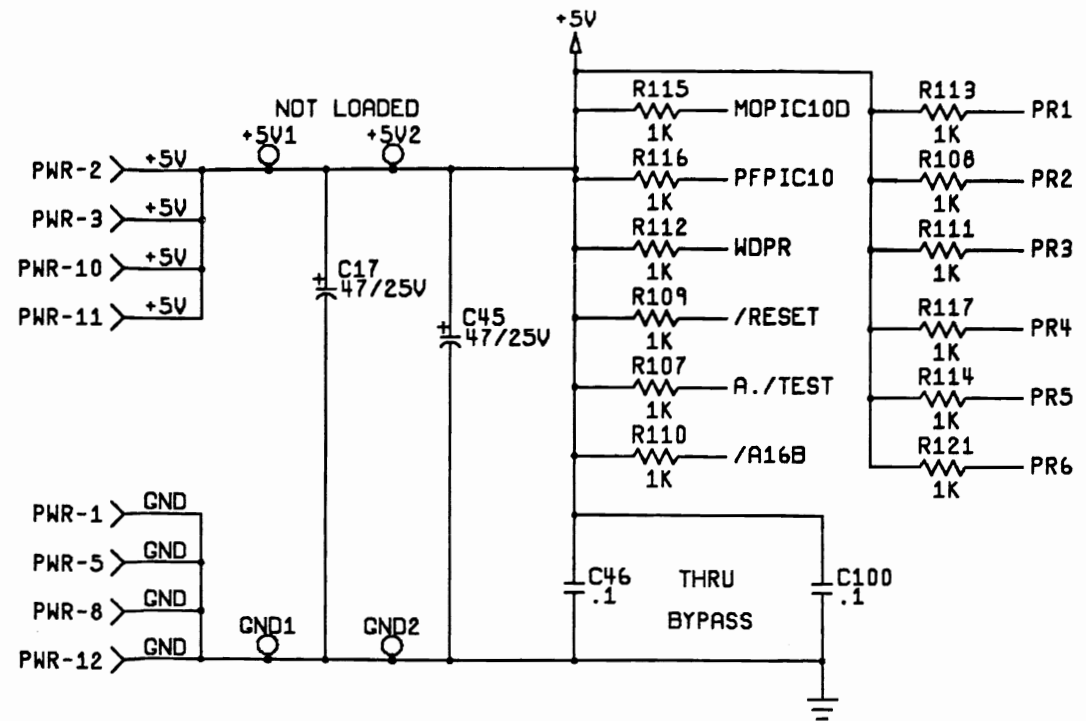 +5V
NOT LOADED
+5V1
+5V2
PWR-2
+5V
PWR-3
+5V
PWR-10
+5V
PWR-11
+5V
+
C17
47/25V
+
C45
47/25V
R115
1K
MOPIC10D
R116
1K
PFPIC10
R112
1K
WDPR
R109
1K
/RESET
R107
1K
A./TEST
R110
1K
/A16B
R113
1K
PR1
R108
1K
PR2
R111
1K
PR3
R117
1K
PR4
R114
1K
PR5
R121
1K
PR6
PWR-1
GND
PWR-5
GND
PWR-8
GND
PWR-12
GND
GND1
GND2
C46
.1
THRU
BYPASS
C100
.1